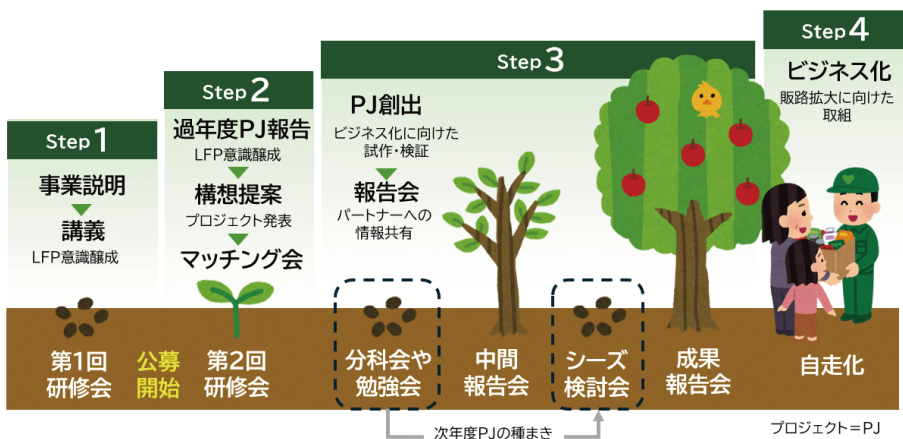 Step 1
事業説明
講義
LFP意識醸成
Step 2
過年度PJ報告
LFP意識醸成
構想提案
プロジェクト発表
マッチング会
Step 3
PJ創出
ビジネス化に向けた
試作・検証
報告会
パートナーへの
情報共有
Step 4
ビジネス化
販路拡大に向けた
取組
第1回
研修会
公募
開始
第2回
研修会
分科会や
勉強会
中間
報告会
シーズ
検討会
成果
報告会
自走化
次年度PJの種まき
プロジェクト＝PJ